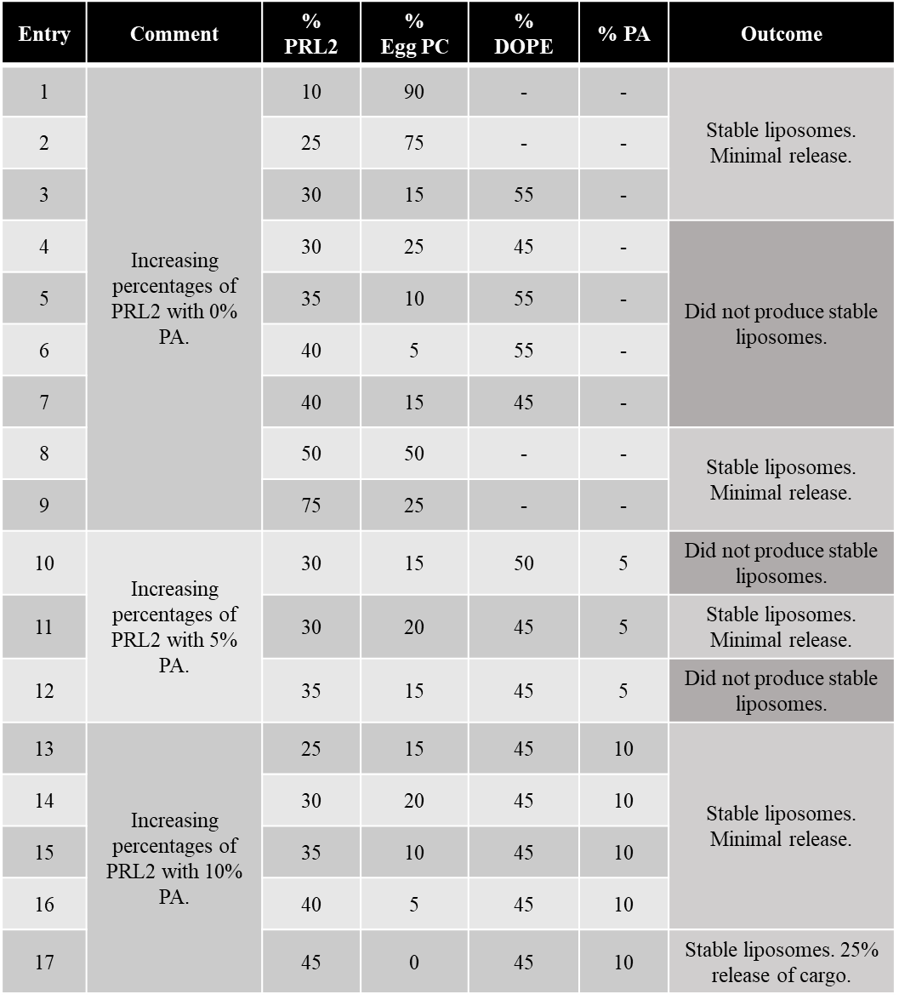 Entry Comment % PRL2 % Egg PC % DOPE % PA Outcome
1 10 90 - -
2 25 75 - -
3 30 15 55 -
Stable liposomes.
Minimal release.
4 30 25 45 -
5 35 10 55 -
6 40 5 55 -
7 40 15 45 -
Did not produce stable
liposomes.
8 50 50 - -
9 75 25 - -
Stable liposomes.
Minimal release.
Increasing
percentages of
PRL2 with 0%
PA.
10 30 15 50 5
Did not produce stable
liposomes.
11 30 20 45 5
Stable liposomes.
Minimal release.
12 35 15 45 5
Did not produce stable
liposomes.
Increasing
percentages of
PRL2 with 5%
PA.
13 25 15 45 10
14 30 20 45 10
15 35 10 45 10
16 40 5 45 10
Stable liposomes.
Minimal release.
17 45 0 45 10
Stable liposomes. 25%
release of cargo.
Increasing
percentages of
PRL2 with 10%
PA.